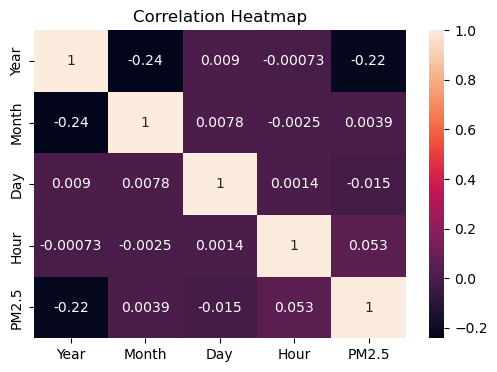 Correlation Heatmap
Year 1 -0.24 0.009 -0.00073 -0.22
Month -0.24 1 0.0078 -0.0025 0.0039
Day 0.009 0.0078 1 0.0014 -0.015
Hour -0.00073 -0.0025 0.0014 1 0.053
PM2.5 -0.22 0.0039 -0.015 0.053 1
Year Month Day Hour PM2.5
1.0
0.8
0.6
0.4
0.2
0.0
−0.2